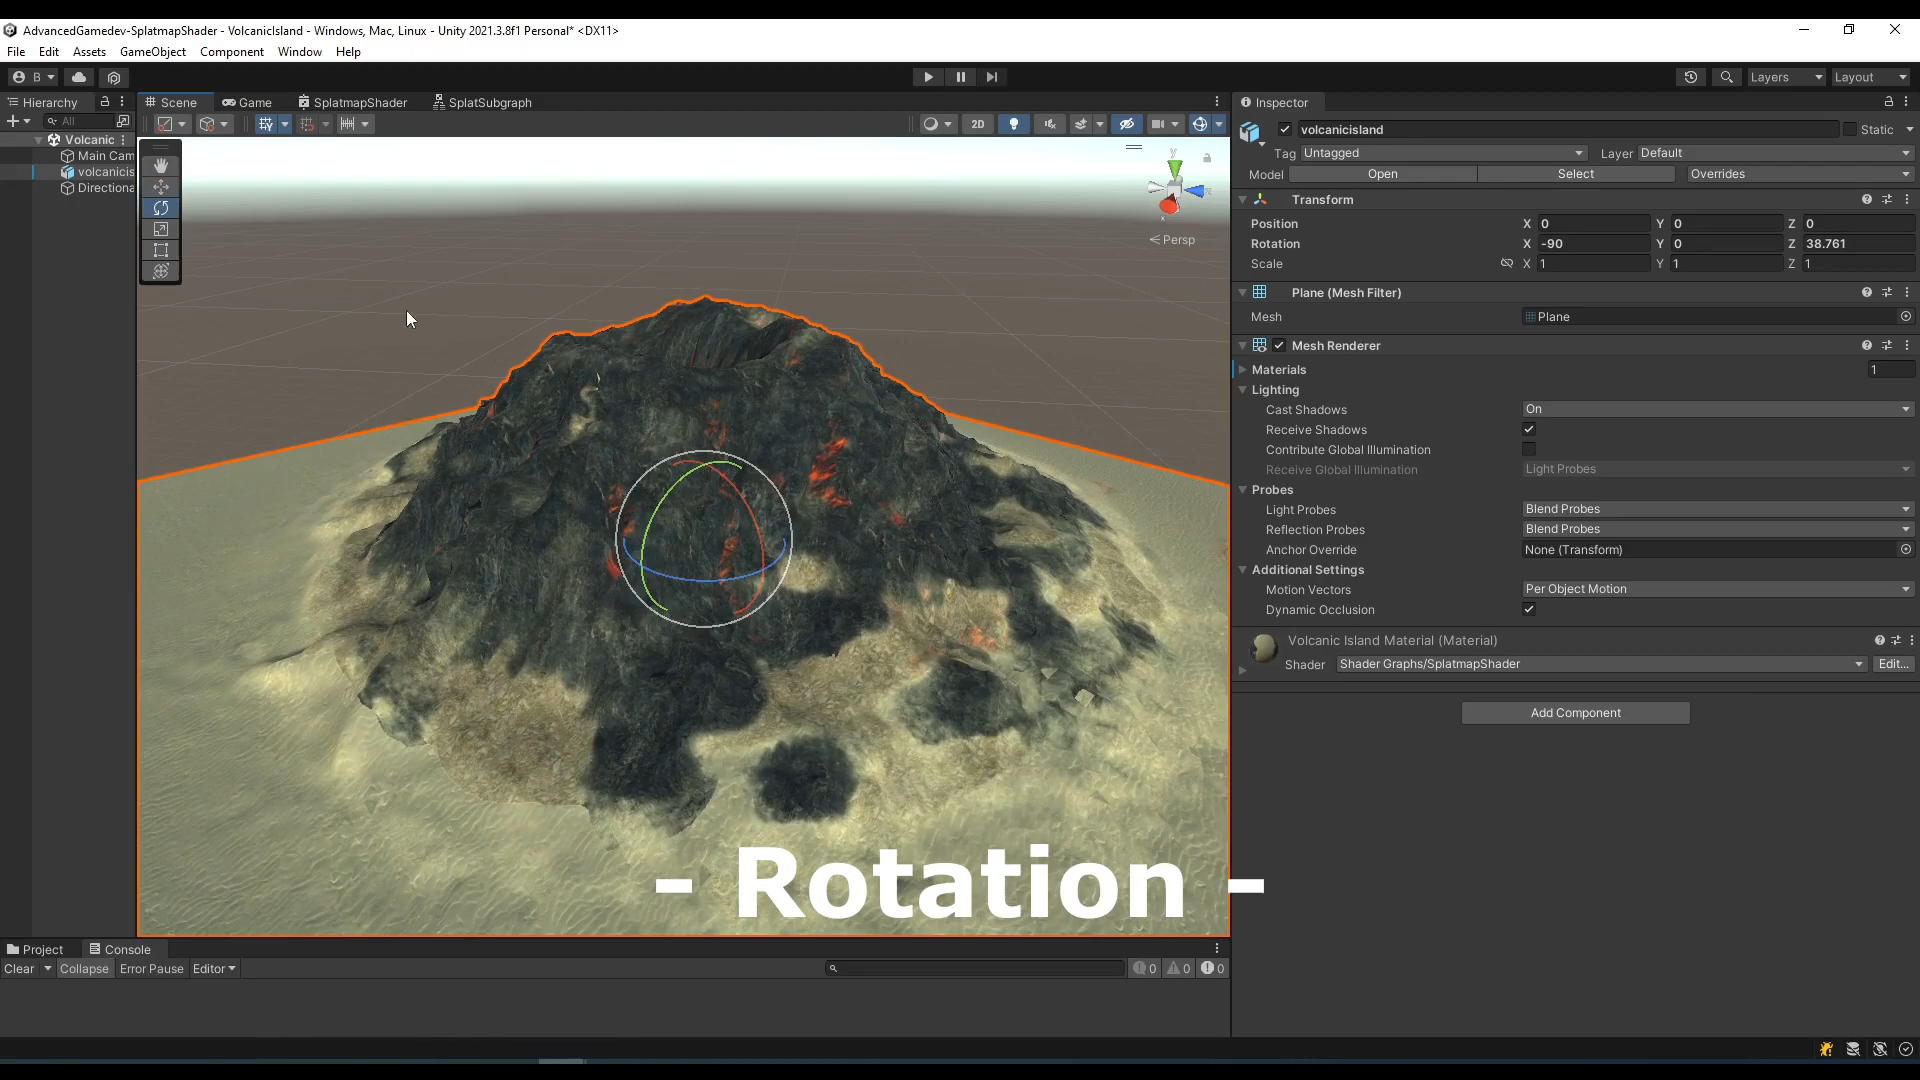 AdvancedGamedev-SplatmapShader - VolcanicIsland - Windows, Mac, Linux - Unity 2021.3.8f1 Personal* <DX11>
File Edit Assets GameObject Component Window Help
B Layers Layout
Hierarchy Scene Game SplatmapShader SplatSubgraph Inspector
All 2D
volcanicisland Static
Volcanic
Tag Untagged Layer Default
Main Cam
volcanicis
Model Open Select Overrides
Directiona
Transform
y
x
Persp
Position X 0 Y 0 Z 0
Rotation X -90 Y 0 Z 38.761
Scale X 1 Y 1 Z 1
Plane (Mesh Filter)
Mesh Plane
Mesh Renderer
Materials 1
Lighting
Cast Shadows On
Receive Shadows
Contribute Global Illumination
Receive Global Illumination Light Probes
Probes
Light Probes Blend Probes
Reflection Probes Blend Probes
Anchor Override None (Transform)
Additional Settings
Motion Vectors Per Object Motion
Dynamic Occlusion
Volcanic Island Material (Material)
Shader Shader Graphs/SplatmapShader Edit...
Add Component
- Rotation -
Project Console
Clear Collapse Error Pause Editor 0 0 0